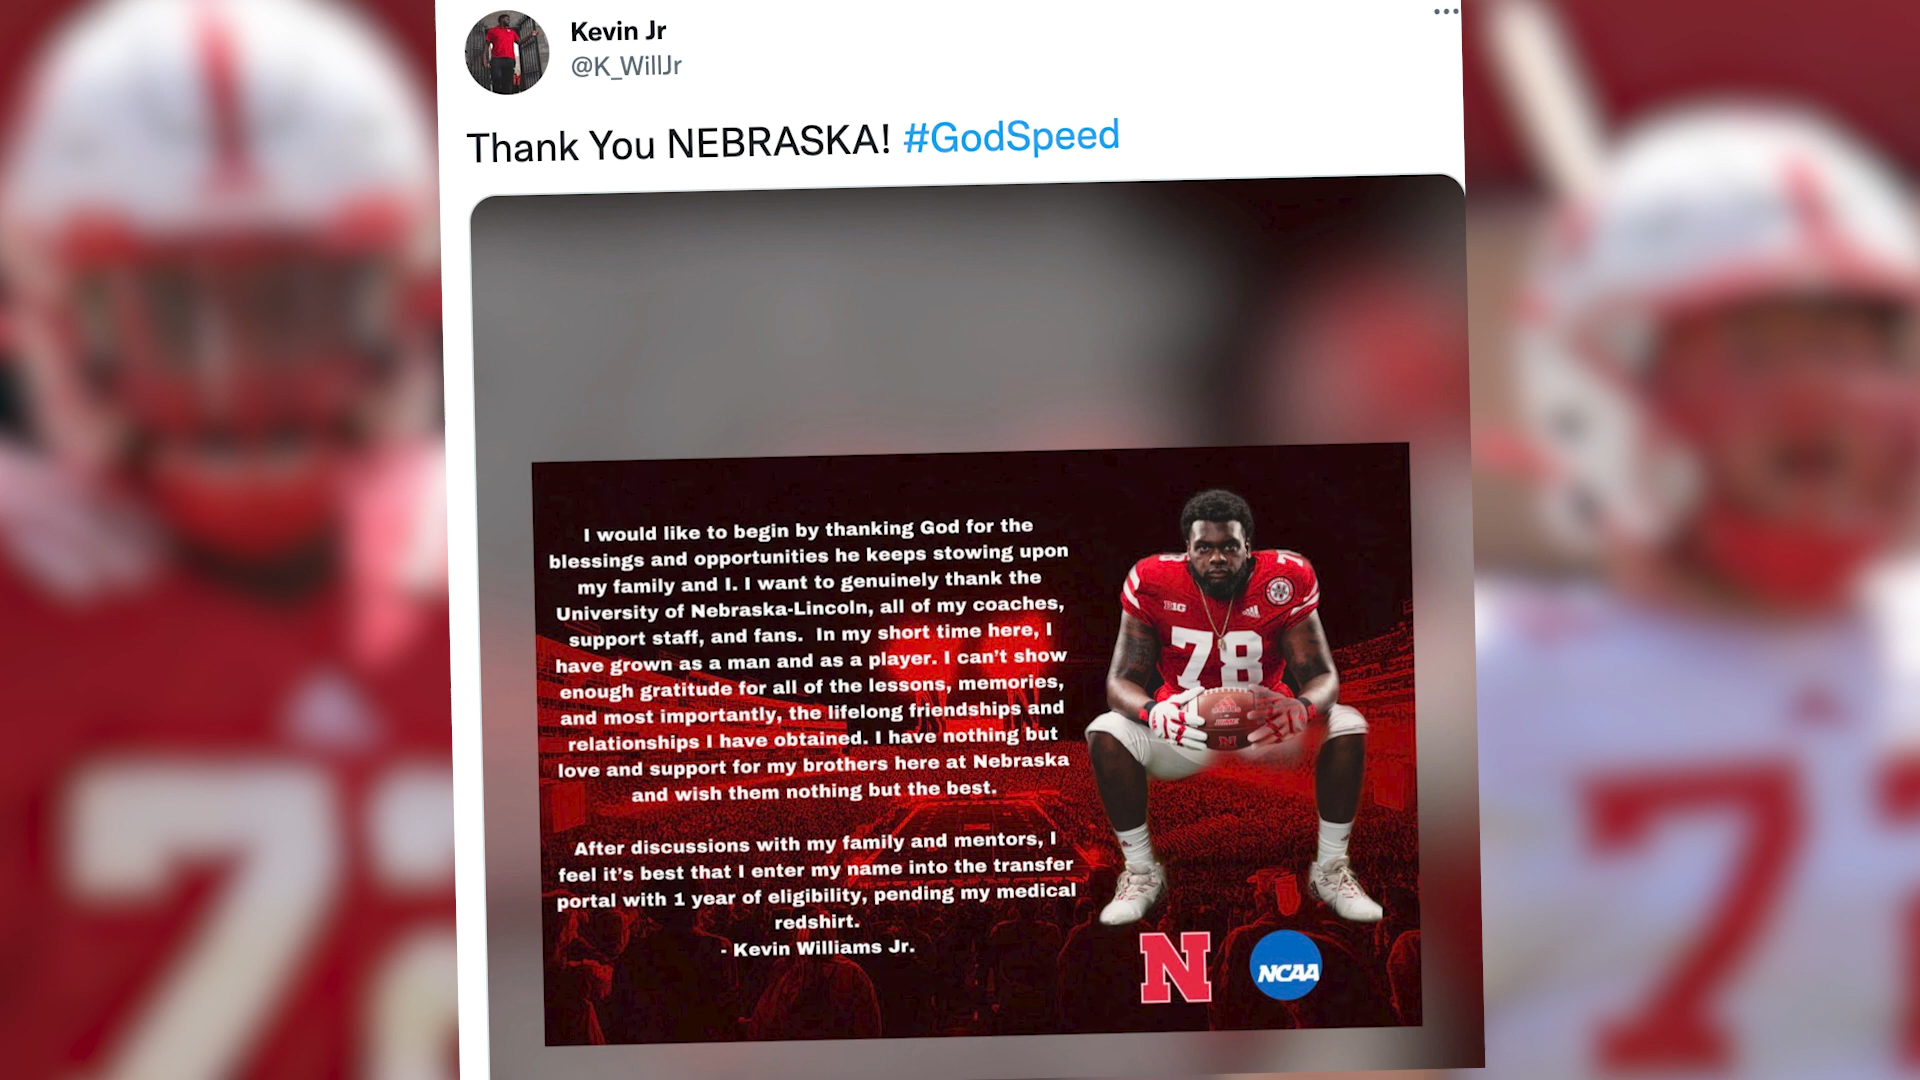 Kevin Jr
@K_WillJr
Thank You NEBRASKA! #GodSpeed
I would like to begin by thanking God for the
blessings and opportunities he keeps stowing upon
my family and I. I want to genuinely thank the
University of Nebraska-Lincoln, all of my coaches,
support staff, and fans. In my short time here, I
have grown as a man and as a player. I can't show
enough gratitude for all of the lessons, memories,
and most importantly, the lifelong friendships and
relationships I have obtained. I have nothing but
love and support for my brothers here at Nebraska
and wish them nothing but the best.
After discussions with my family and mentors, I
feel it's best that I enter my name into the transfer
portal with 1 year of eligibility, pending my medical
redshirt.
- Kevin Williams Jr.
B1G
78
N
NCAA